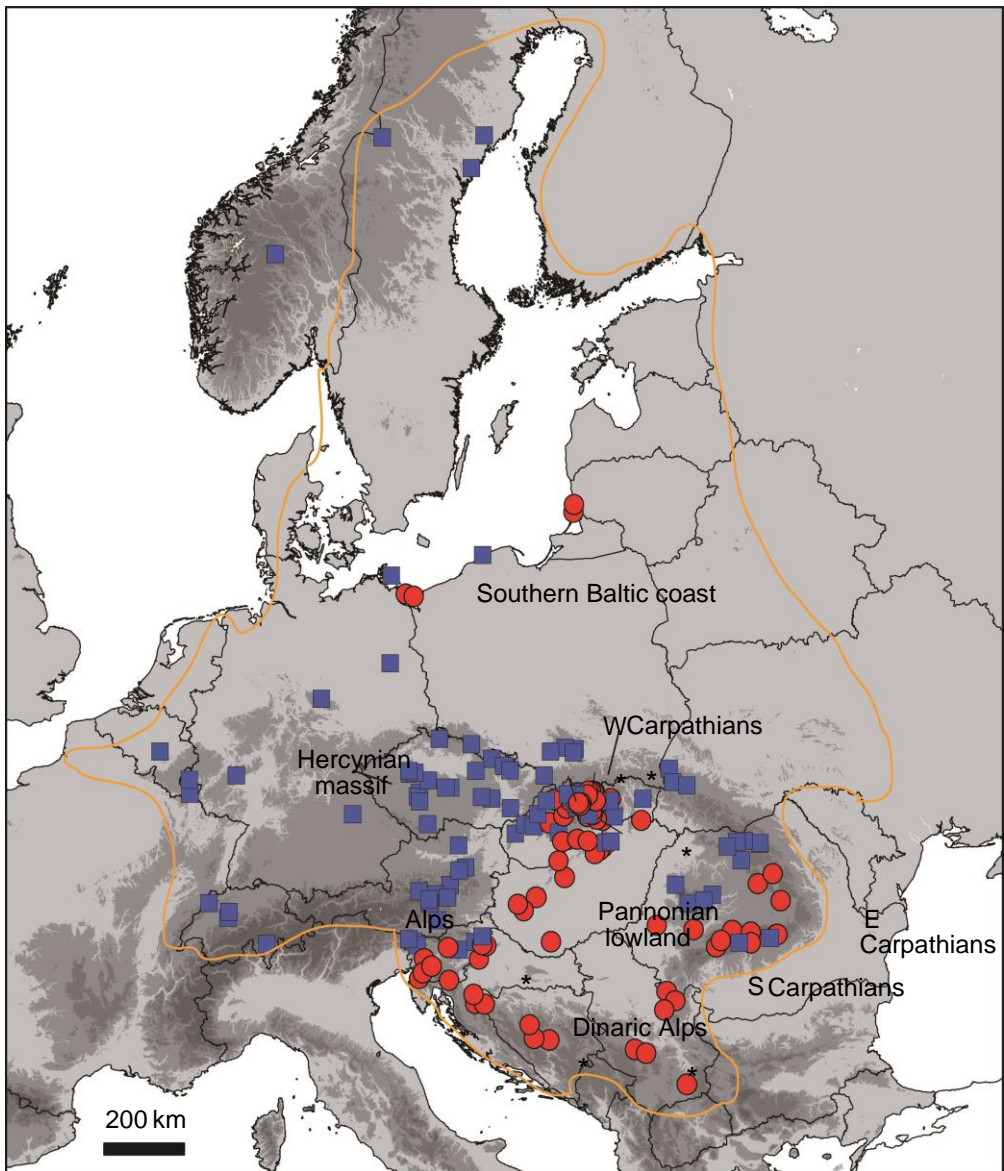 Southern Baltic coast
WCarpathians
Hercynian
massif
*
*
*
Alps
Pannonian
lowland
E
Carpathians
*
S Carpathians
Dinaric Alps
*
*
200 km